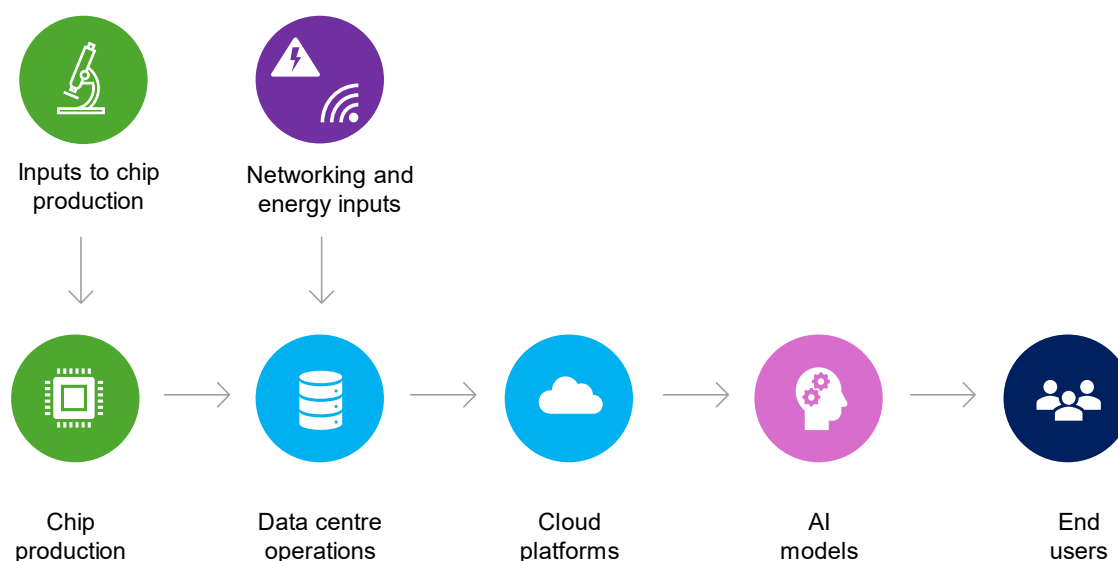 Inputs to chip
production
Networking and
energy inputs
Chip
production
Data centre
operations
Cloud
platforms
AI
models
End
users